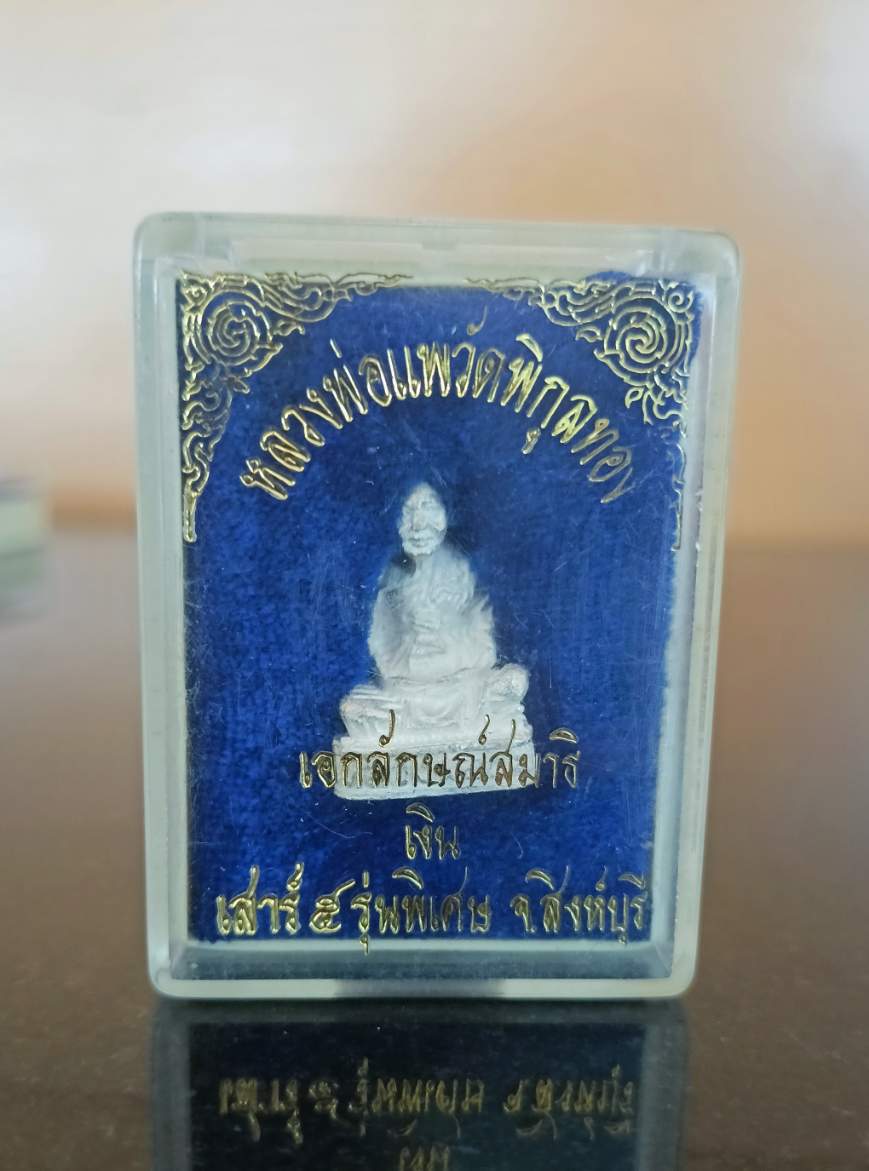 หลวงพ่อแพวัดพิกุลทอง
เอกลักษณ์สมาธิ
เงิน
เสาร์ ๕ รุ่นพิเศษ จ.สิงห์บุรี